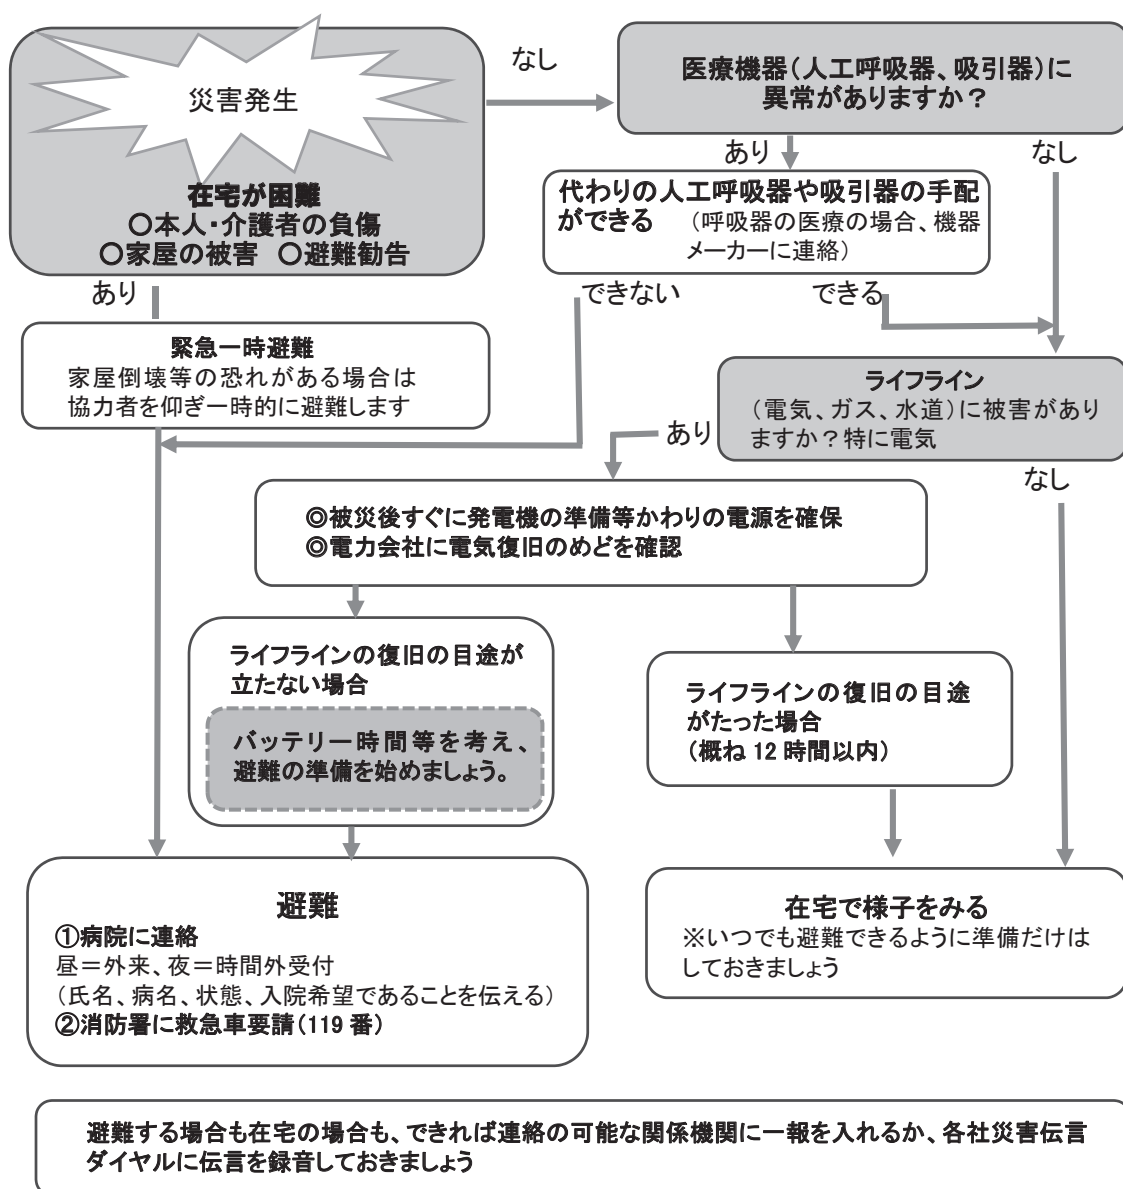 災害発生
在宅が困難
○本人・介護者の負傷
○家屋の被害 ○避難勧告
なし
医療機器(人工呼吸器、吸引器)に
異常がありますか?
あり
なし
代わりの人工呼吸器や吸引器の手配
ができる (呼吸器の医療の場合、機器
メーカーに連絡)
あり
できない
できる
緊急一時避難
家屋倒壊等の恐れがある場合は
協力者を仰ぎ一時的に避難します
ライフライン
(電気、ガス、水道)に被害があり
ますか?特に電気
あり
なし
◎被災後すぐに発電機の準備等かわりの電源を確保
◎電力会社に電気復旧のめどを確認
ライフラインの復旧の目途が
立たない場合
バッテリー時間等を考え、
避難の準備を始めましょう。
ライフラインの復旧の目途
がたった場合
(概ね 12 時間以内)
避難
①病院に連絡
昼=外来、夜=時間外受付
(氏名、病名、状態、入院希望であることを伝える)
②消防署に救急車要請(119 番)
在宅で様子をみる
※いつでも避難できるように準備だけは
しておきましょう
避難する場合も在宅の場合も、できれば連絡の可能な関係機関に一報を入れるか、各社災害伝言
ダイヤルに伝言を録音しておきましょう